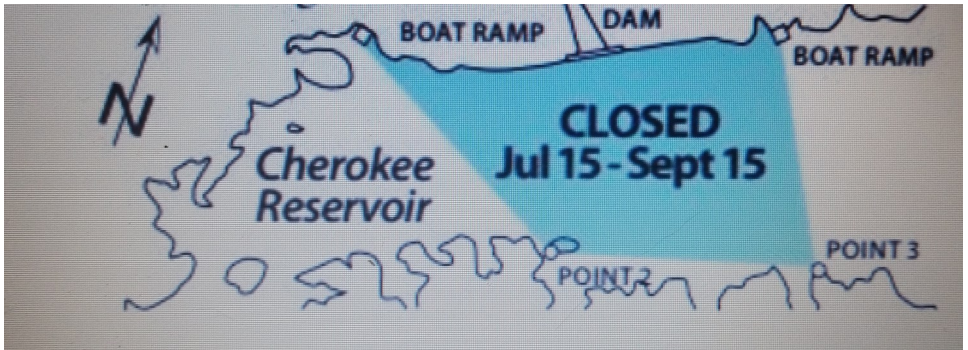 BOAT RAMP
DAM
BOAT RAMP
N
CLOSED
Jul 15 - Sept 15
Cherokee
Reservoir
POINT 3
POINT 2